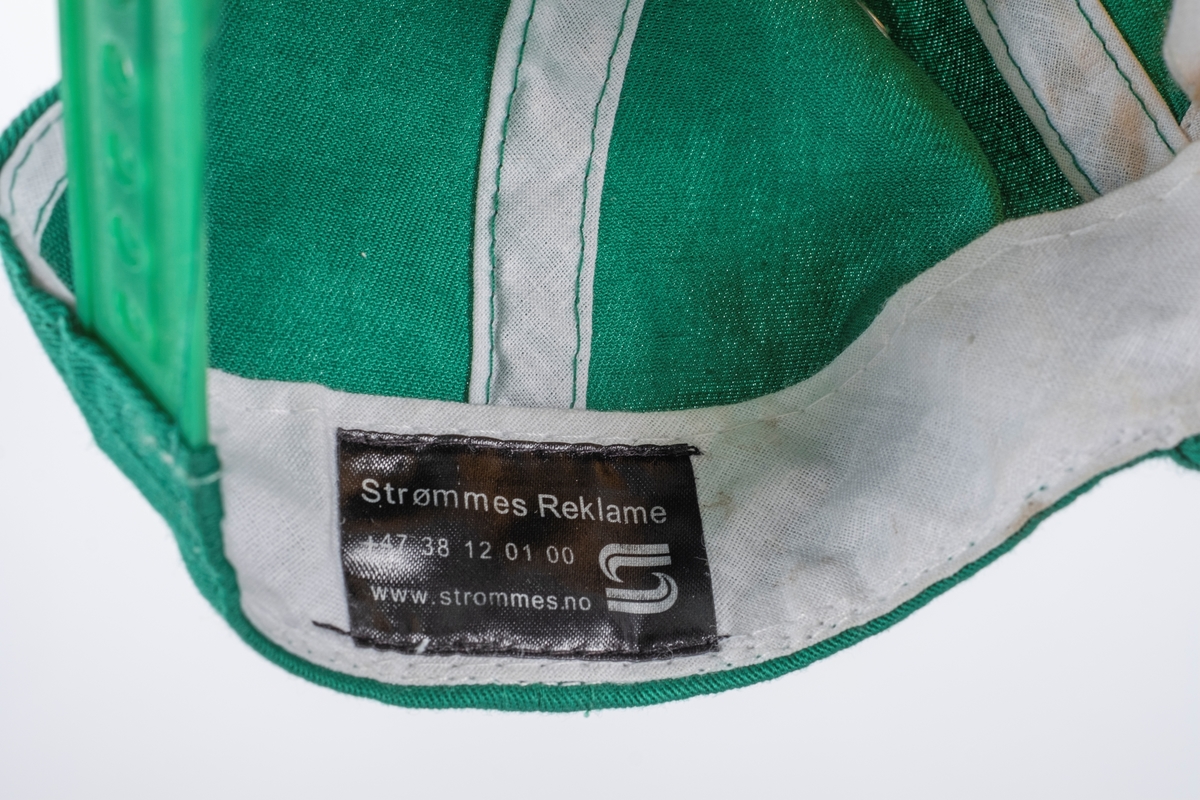 Strømmes Reklame
+47 38 12 01 00
www.strommes.no